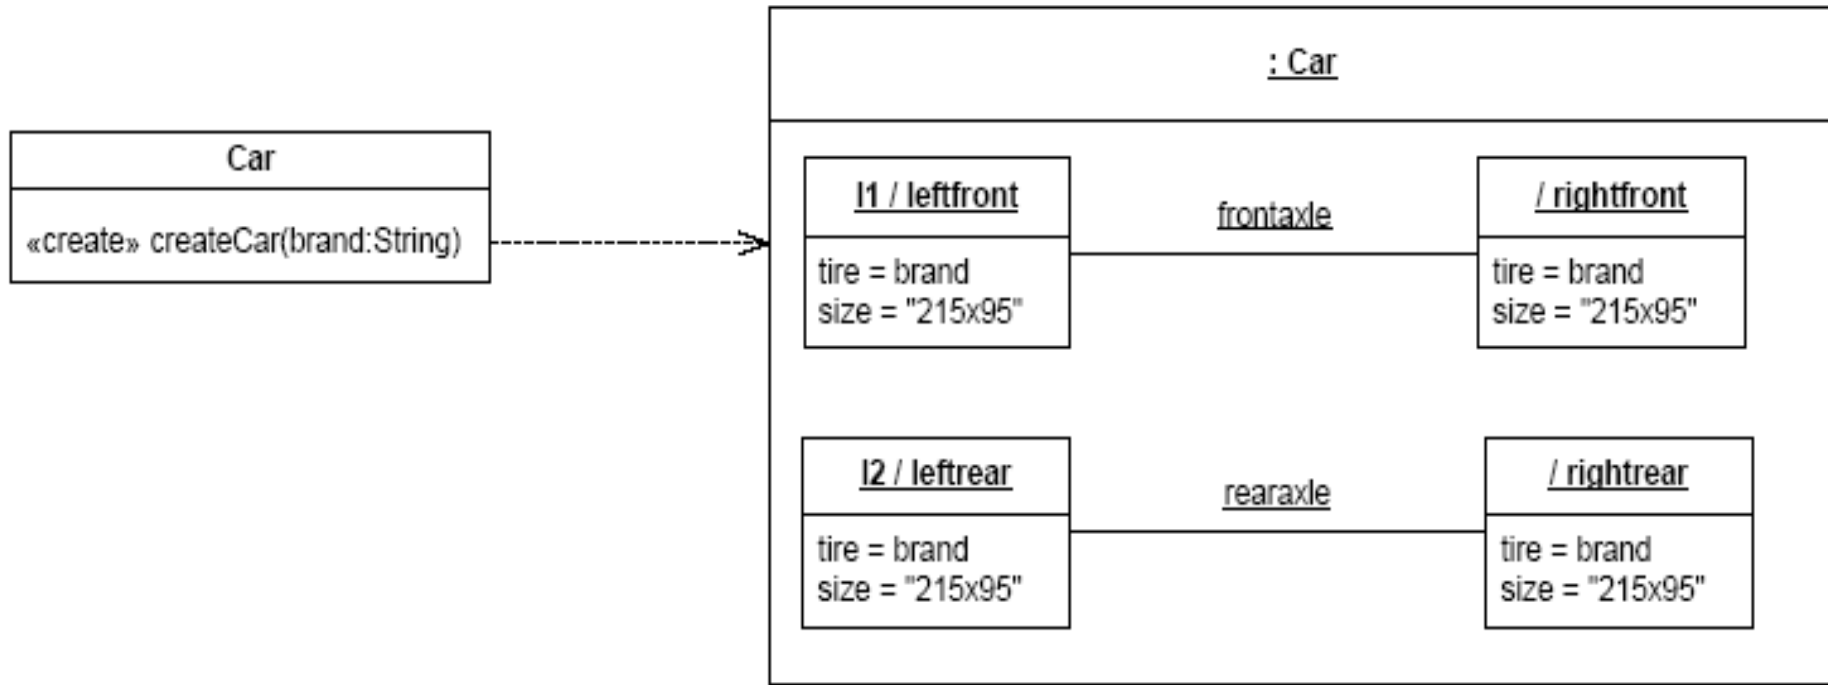 Car
«create» createCar(brand:String)
: Car
l1 / leftfront
tire = brand
size = "215x95"
frontaxle
/ rightfront
tire = brand
size = "215x95"
l2 / leftrear
tire = brand
size = "215x95"
rearaxle
/ rightrear
tire = brand
size = "215x95"